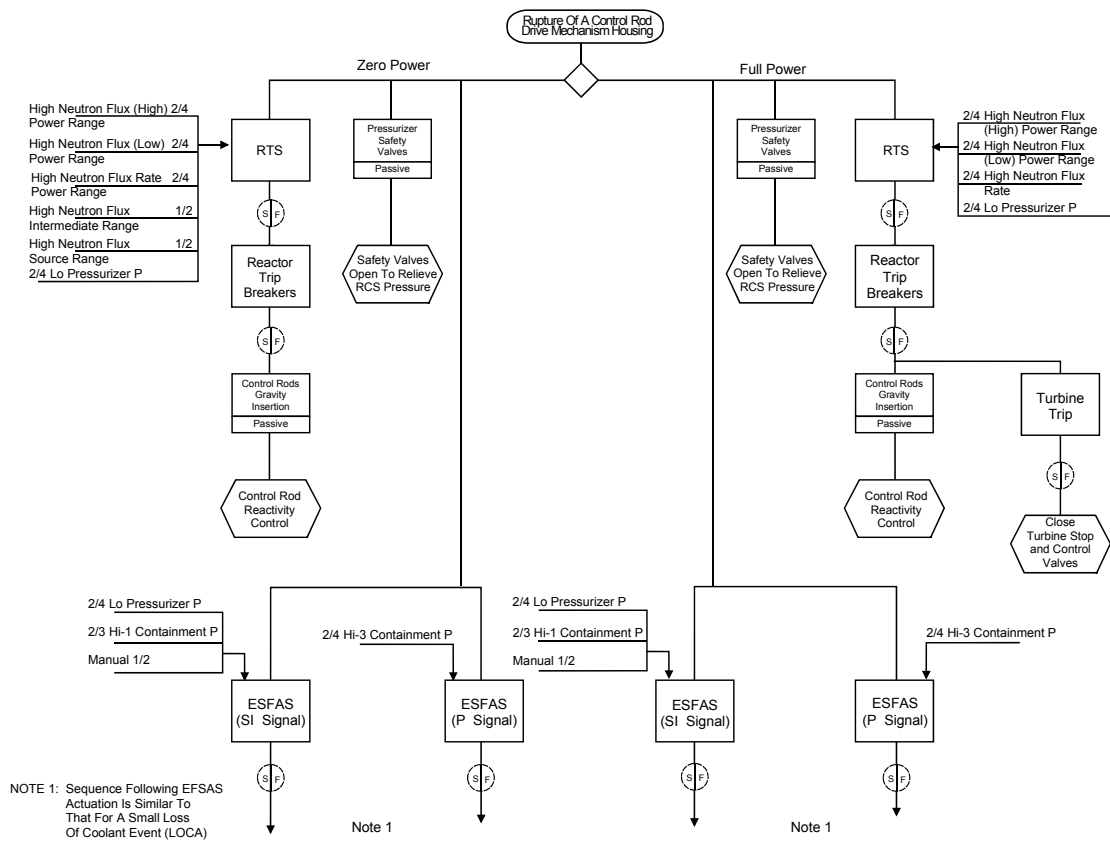 Rupture Of A Control Rod
Drive Mechanism Housing
Zero Power
Full Power
High Neutron Flux (High) 2/4
Power Range
High Neutron Flux (Low) 2/4
Power Range
High Neutron Flux Rate 2/4
Power Range
High Neutron Flux 1/2
Intermediate Range
High Neutron Flux 1/2
Source Range
2/4 Lo Pressurizer P
RTS
S F
Reactor
Trip
Breakers
S F
Control Rods
Gravity
Insertion
Passive
Control Rod
Reactivity
Control
Pressurizer
Safety
Valves
Passive
Safety Valves
Open To Relieve
RCS Pressure
Pressurizer
Safety
Valves
Passive
Safety Valves
Open To Relieve
RCS Pressure
RTS
2/4 High Neutron Flux
(High) Power Range
2/4 High Neutron Flux
(Low) Power Range
2/4 High Neutron Flux
Rate
2/4 Lo Pressurizer P
S F
Reactor
Trip
Breakers
S F
Control Rods
Gravity
Insertion
Passive
Control Rod
Reactivity
Control
Turbine
Trip
S F
Close
Turbine Stop
and Control
Valves
2/4 Lo Pressurizer P
2/3 Hi-1 Containment P
Manual 1/2
ESFAS
(SI Signal)
S F
2/4 Hi-3 Containment P
ESFAS
(P Signal)
S F
2/4 Lo Pressurizer P
2/3 Hi-1 Containment P
Manual 1/2
ESFAS
(SI Signal)
S F
2/4 Hi-3 Containment P
ESFAS
(P Signal)
S F
NOTE 1: Sequence Following EFSAS
Actuation Is Similar To
That For A Small Loss
Of Coolant Event (LOCA)
Note 1
Note 1